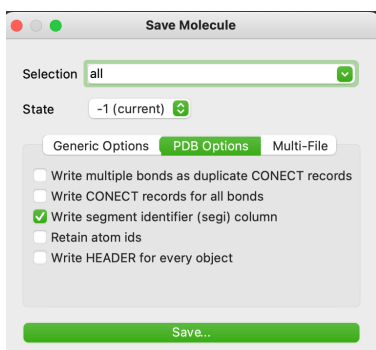 Save Molecule
Selection all
State -1 (current)
Generic Options PDB Options Multi-File
Write multiple bonds as duplicate CONECT records
Write CONECT records for all bonds
Write segment identifier (segi) column
Retain atom ids
Write HEADER for every object
Save...